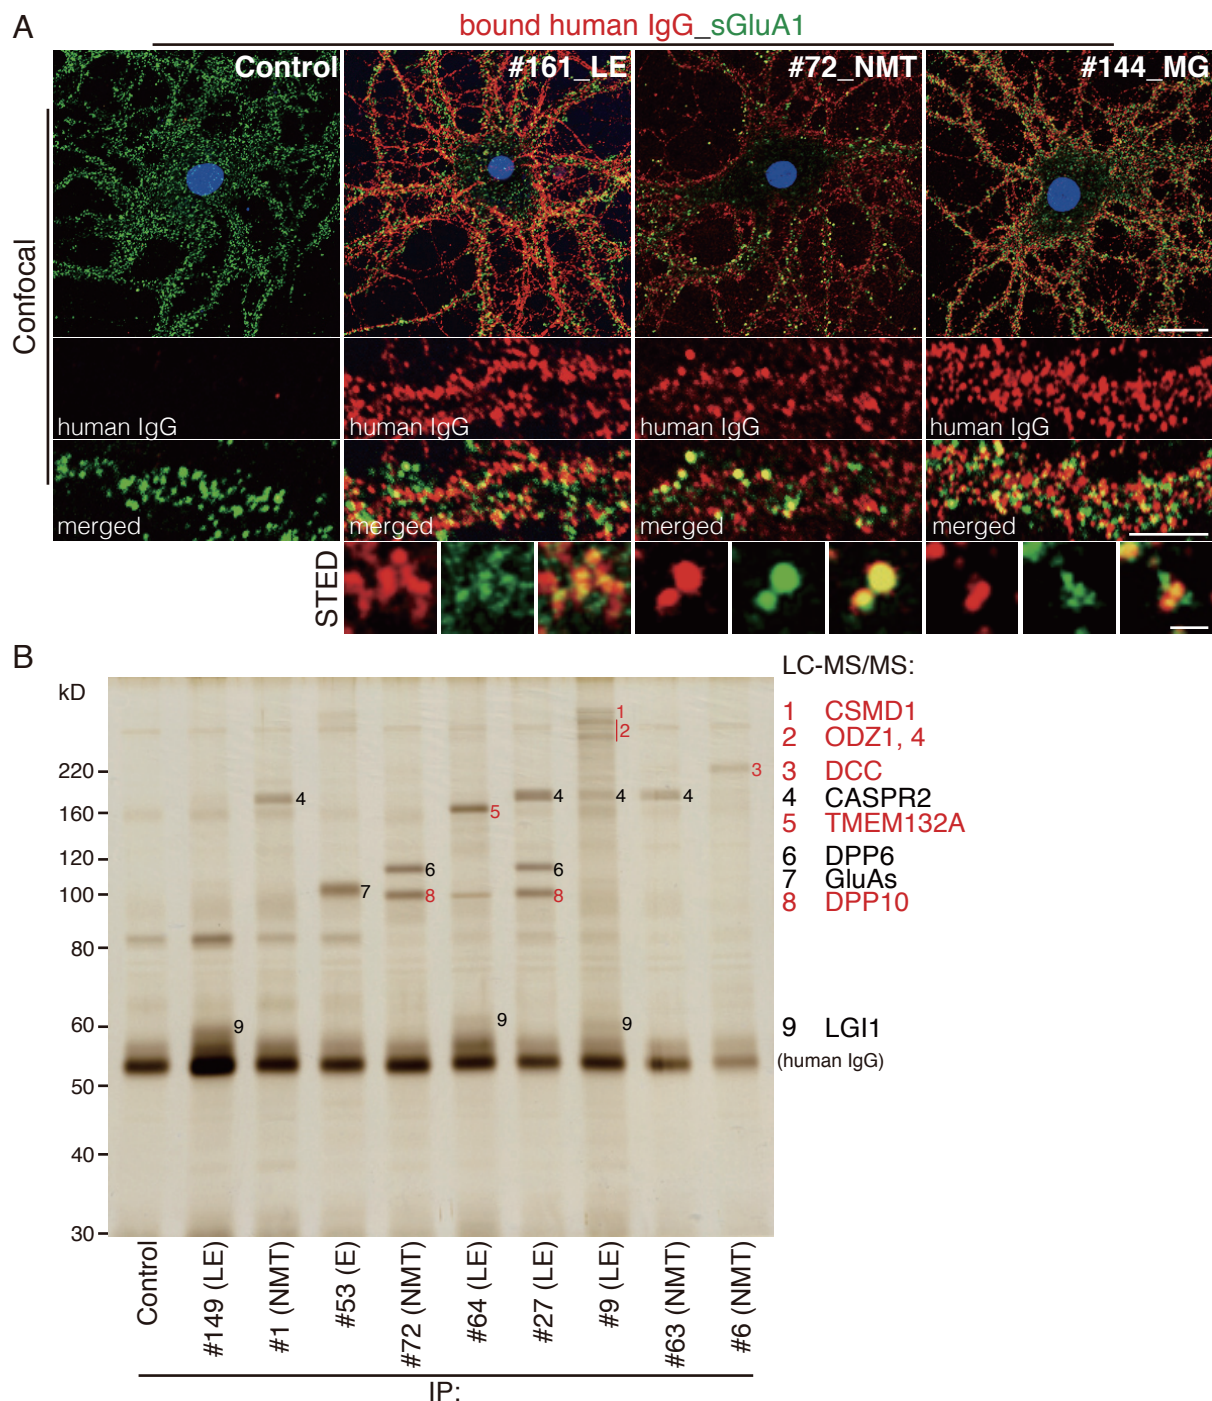 A
bound human IgG_sGluA1
Control
#161_LE
#72_NMT
#144_MG
Confocal
human IgG
human IgG
human IgG
human IgG
merged
merged
merged
merged
STED
B
kD
220
160
120
100
80
60
50
40
30
1
2
3
4
4
4
4
5
6
6
7
8
8
9
9
9
LC-MS/MS:
1 CSMD1
2 ODZ1, 4
3 DCC
4 CASPR2
5 TMEM132A
6 DPP6
7 GluAs
8 DPP10
9 LGI1
(human IgG)
Control
#149 (LE)
#1 (NMT)
#53 (E)
#72 (NMT)
#64 (LE)
#27 (LE)
#9 (LE)
#63 (NMT)
#6 (NMT)
IP: